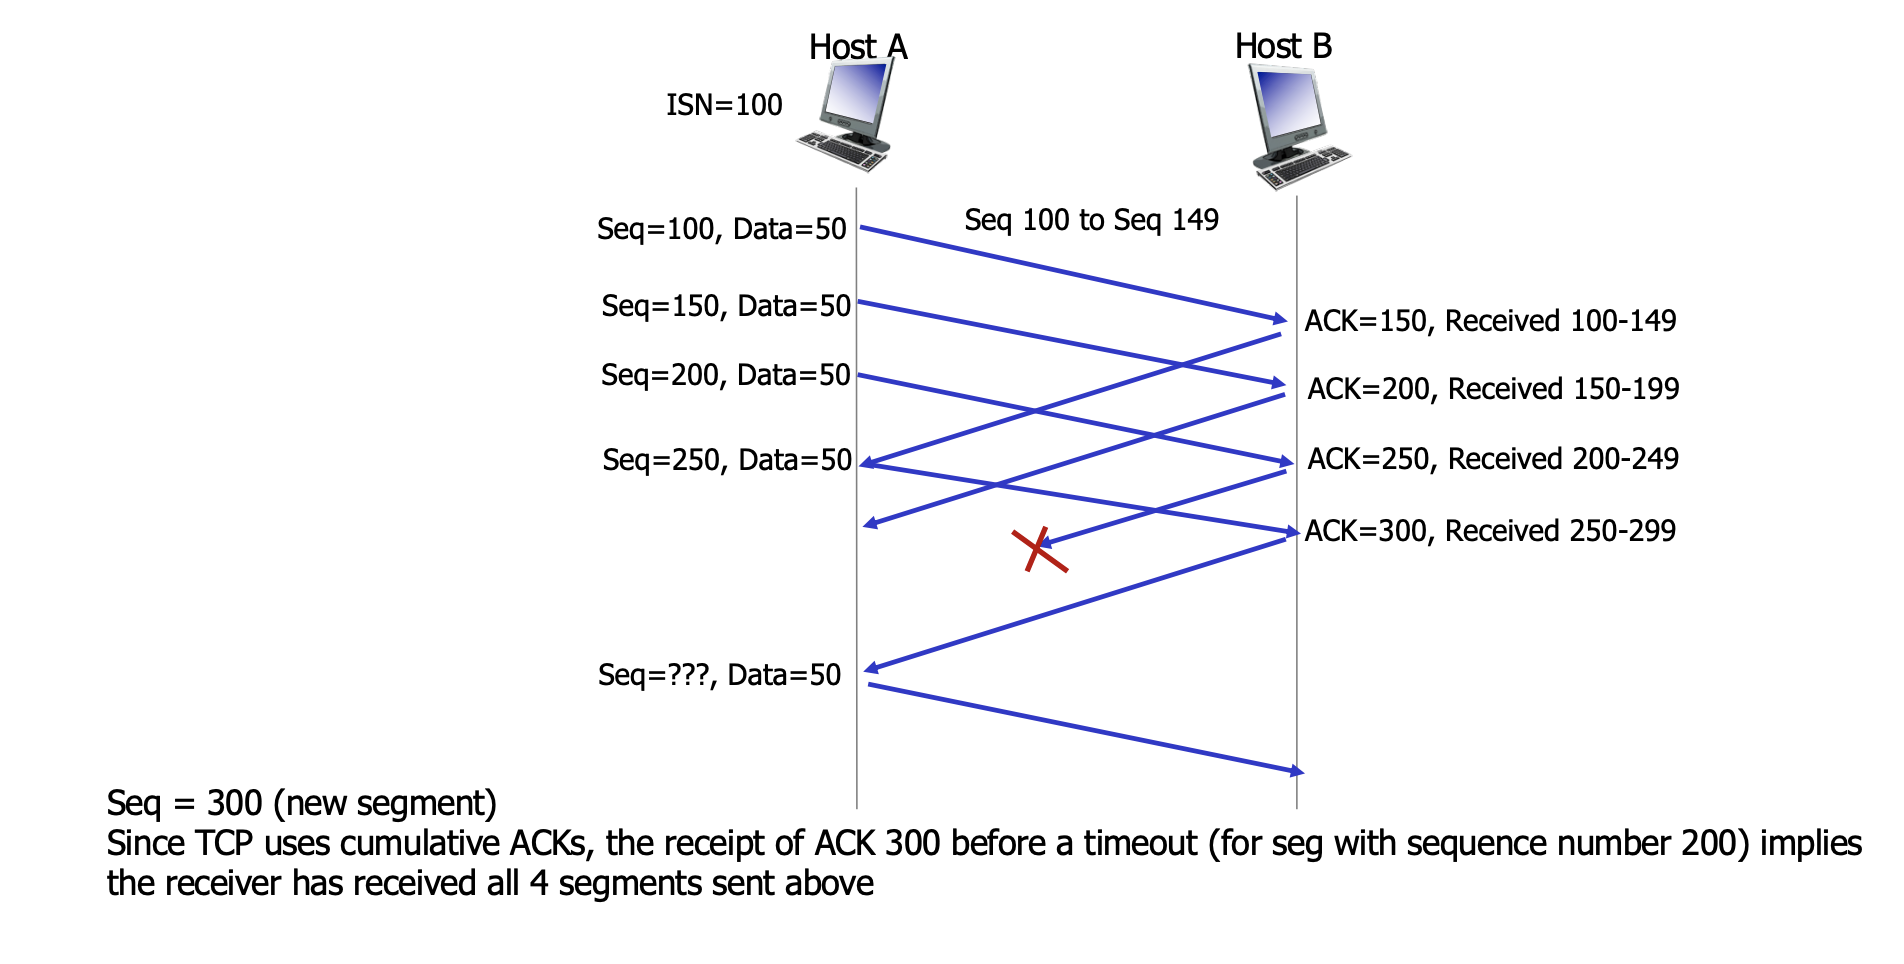 Host A
Host B
ISN=100
Seq 100 to Seq 149
Seq=100, Data=50
Seq=150, Data=50
ACK=150, Received 100-149
Seq=200, Data=50
ACK=200, Received 150-199
Seq=250, Data=50
ACK=250, Received 200-249
ACK=300, Received 250-299
Seq=???, Data=50
Seq = 300 (new segment)
Since TCP uses cumulative ACKs, the receipt of ACK 300 before a timeout (for seg with sequence number 200) implies
the receiver has received all 4 segments sent above